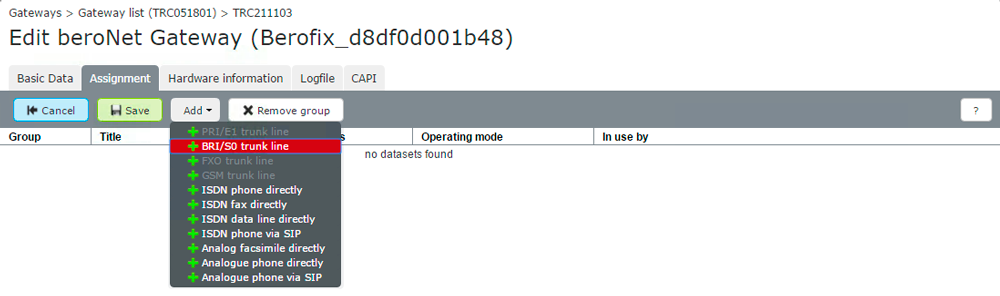 Gateways > Gateway list (TRC051801) > TRC211103
Edit beroNet Gateway (Berofix_d8df0d001b48)
Basic Data Assignment Hardware information Logfile CAPI
Cancel Save Add Remove group ?
Group Title s Operating mode In use by
no datasets found
PRI/E1 trunk line
BRI/S0 trunk line
FXO trunk line
GSM trunk line
ISDN phone directly
ISDN fax directly
ISDN data line directly
ISDN phone via SIP
Analog facsimile directly
Analogue phone directly
Analogue phone via SIP